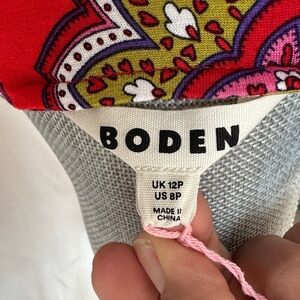 BODEN
UK 12P
US 8P
MADE IN
CHINA